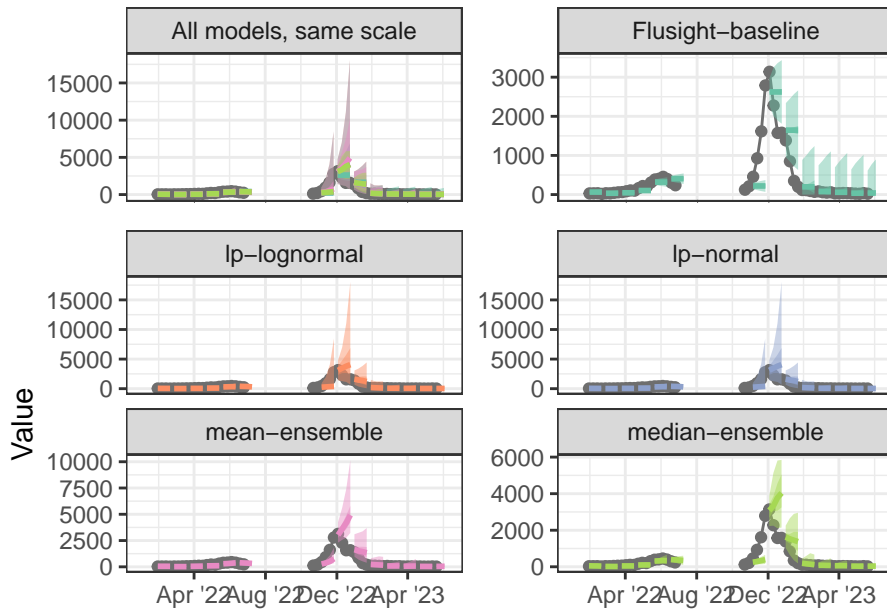 All models, same scale
Flusight−baseline
15000
10000
5000
0
3000
2000
1000
0
lp−lognormal
lp−normal
15000
10000
5000
0
15000
10000
5000
0
Value
mean−ensemble
median−ensemble
10000
7500
5000
2500
0
6000
4000
2000
0
Apr '22 Aug '22 Dec '22 Apr '23
Apr '22 Aug '22 Dec '22 Apr '23